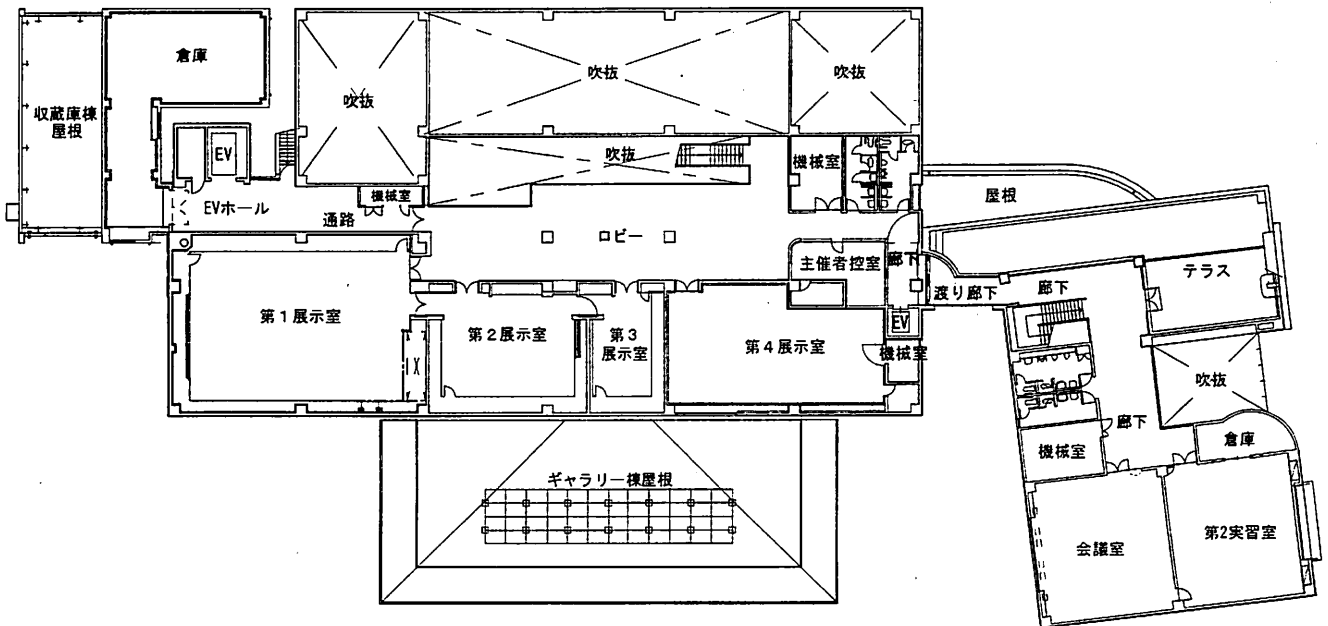 倉庫
収蔵庫棟
屋根
吹抜
吹抜
吹抜
EV
吹抜
機械室
機械室
EVホール
通路
ロビー
屋根
主催者控室
廊下
渡り廊下
廊下
テラス
第1展示室
第2展示室
第3
展示室
第4展示室
EV
機械室
吹抜
廊下
倉庫
機械室
会議室
第2実習室
ギャラリー棟屋根